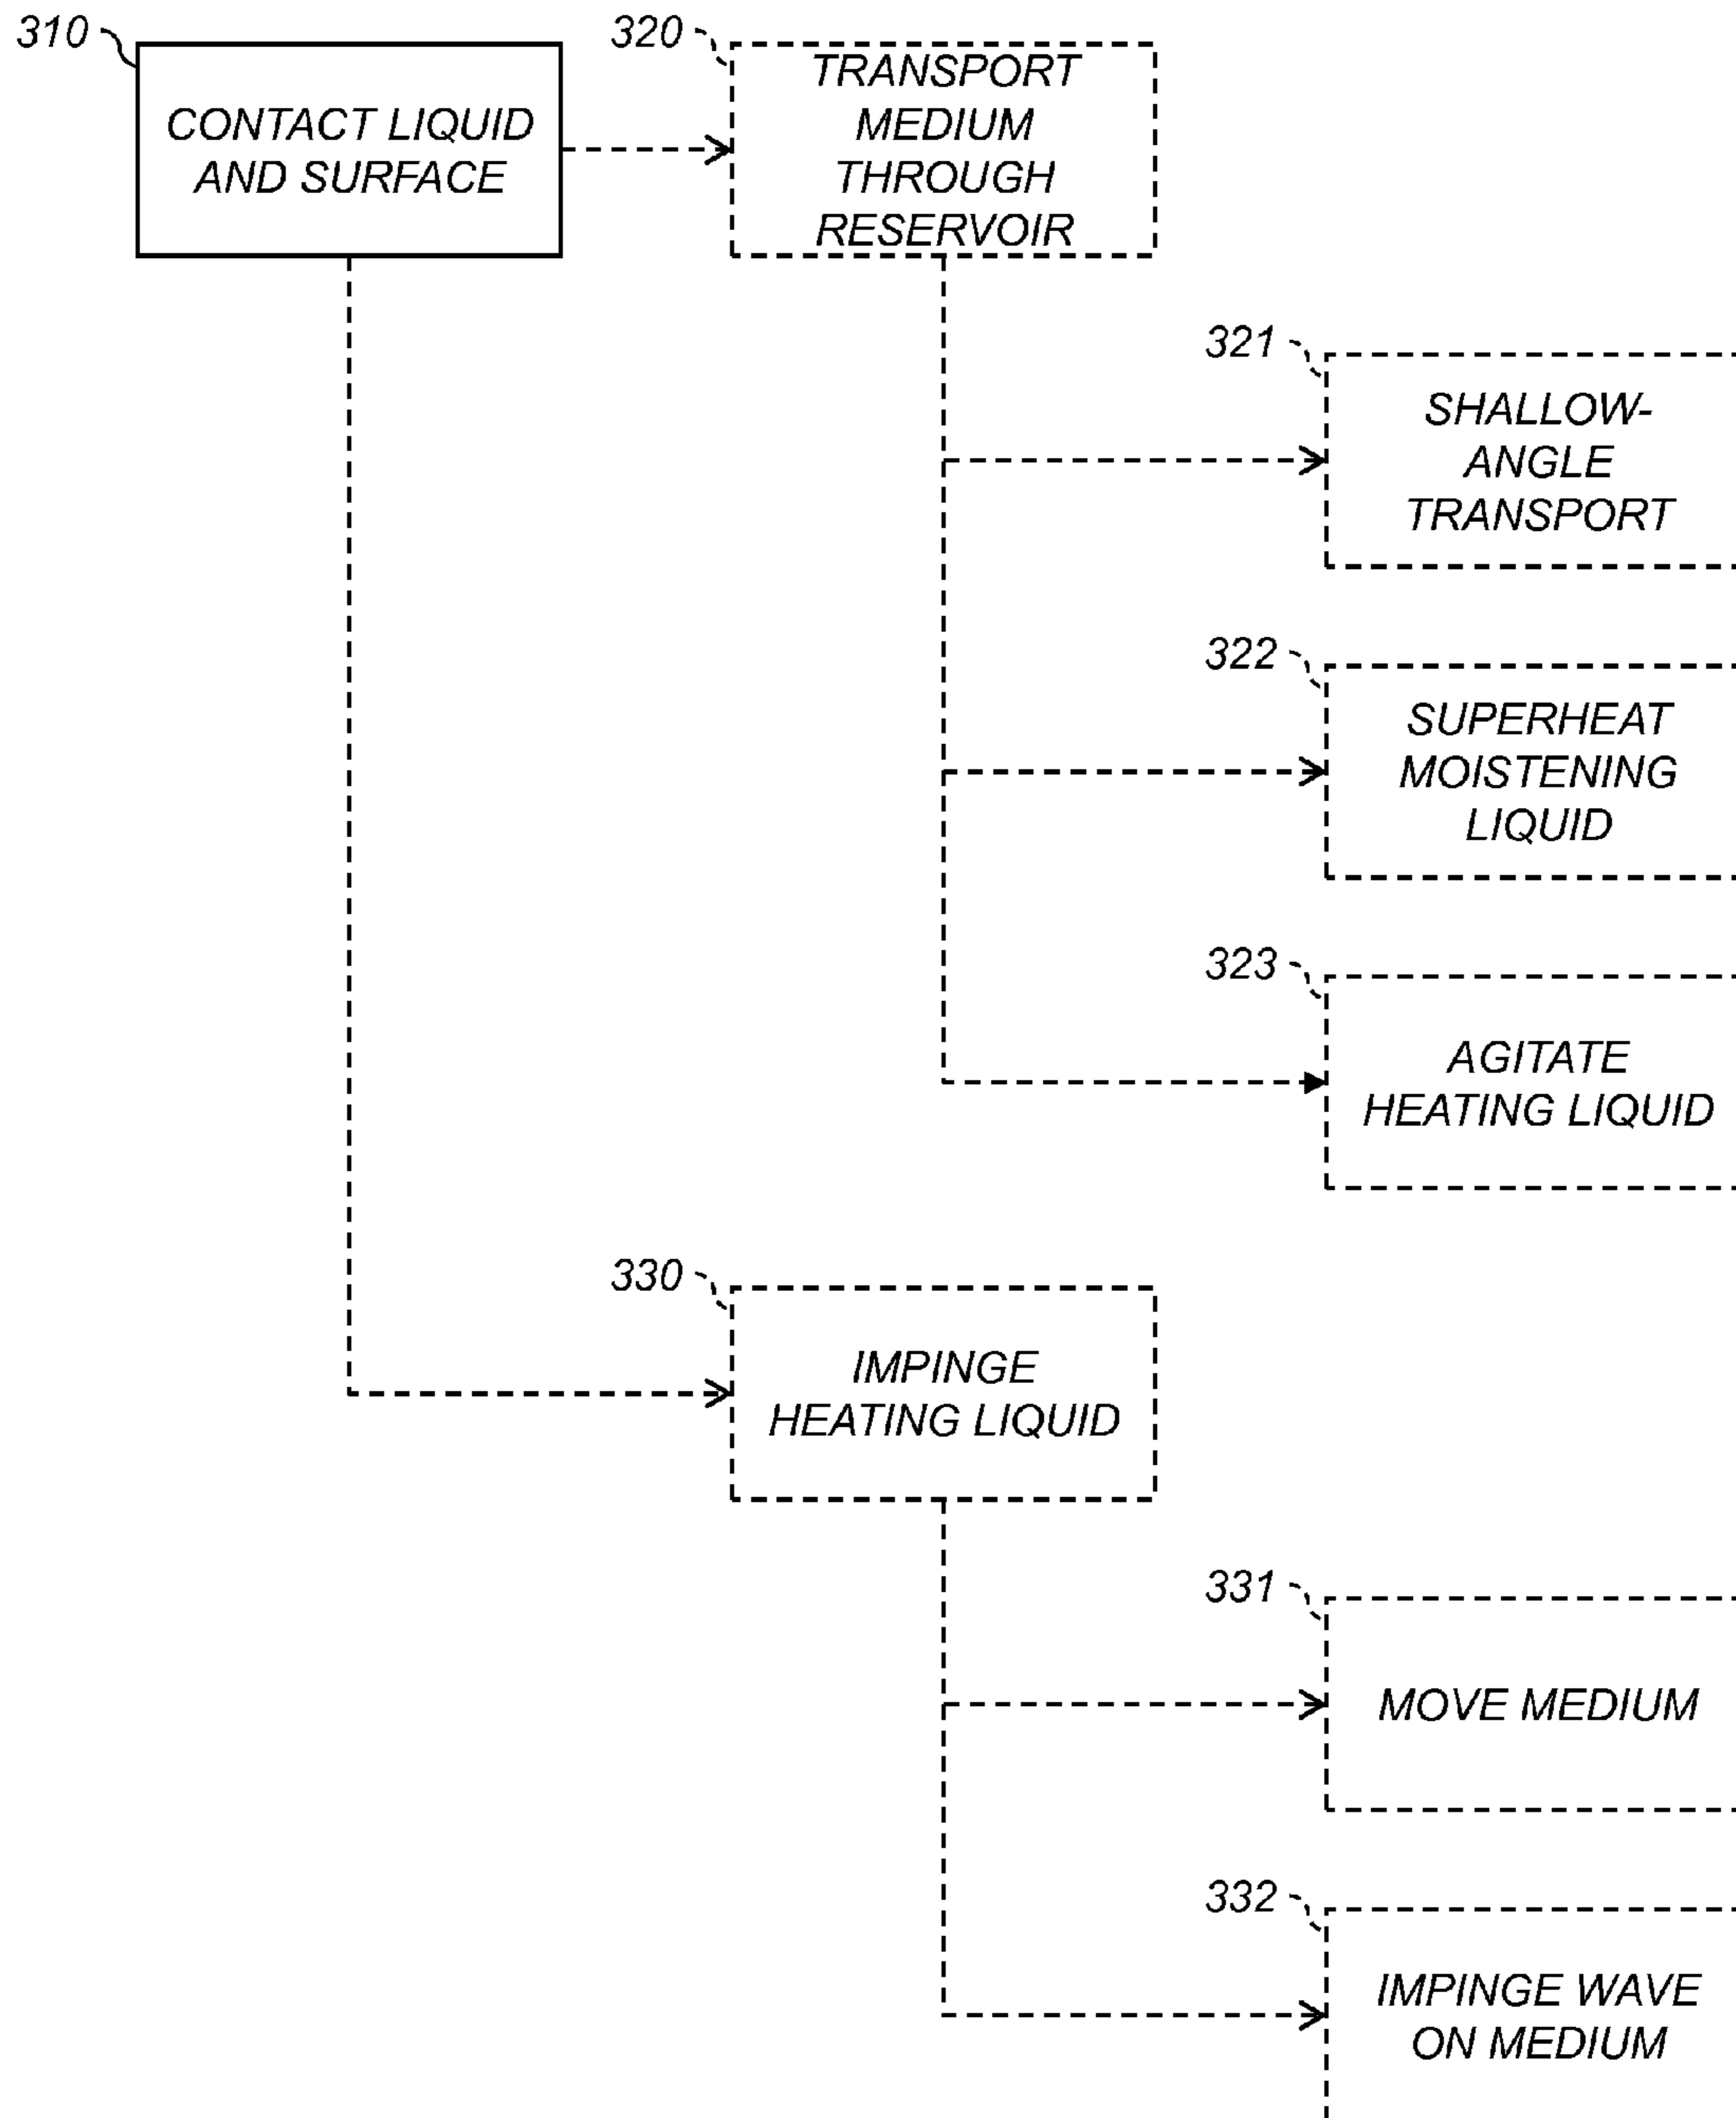 310
CONTACT LIQUID
AND SURFACE
320
TRANSPORT
MEDIUM
THROUGH
RESERVOIR
321
SHALLOW-
ANGLE
TRANSPORT
322
SUPERHEAT
MOISTENING
LIQUID
323
AGITATE
HEATING LIQUID
330
IMPINGE
HEATING LIQUID
331
MOVE MEDIUM
332
IMPINGE WAVE
ON MEDIUM